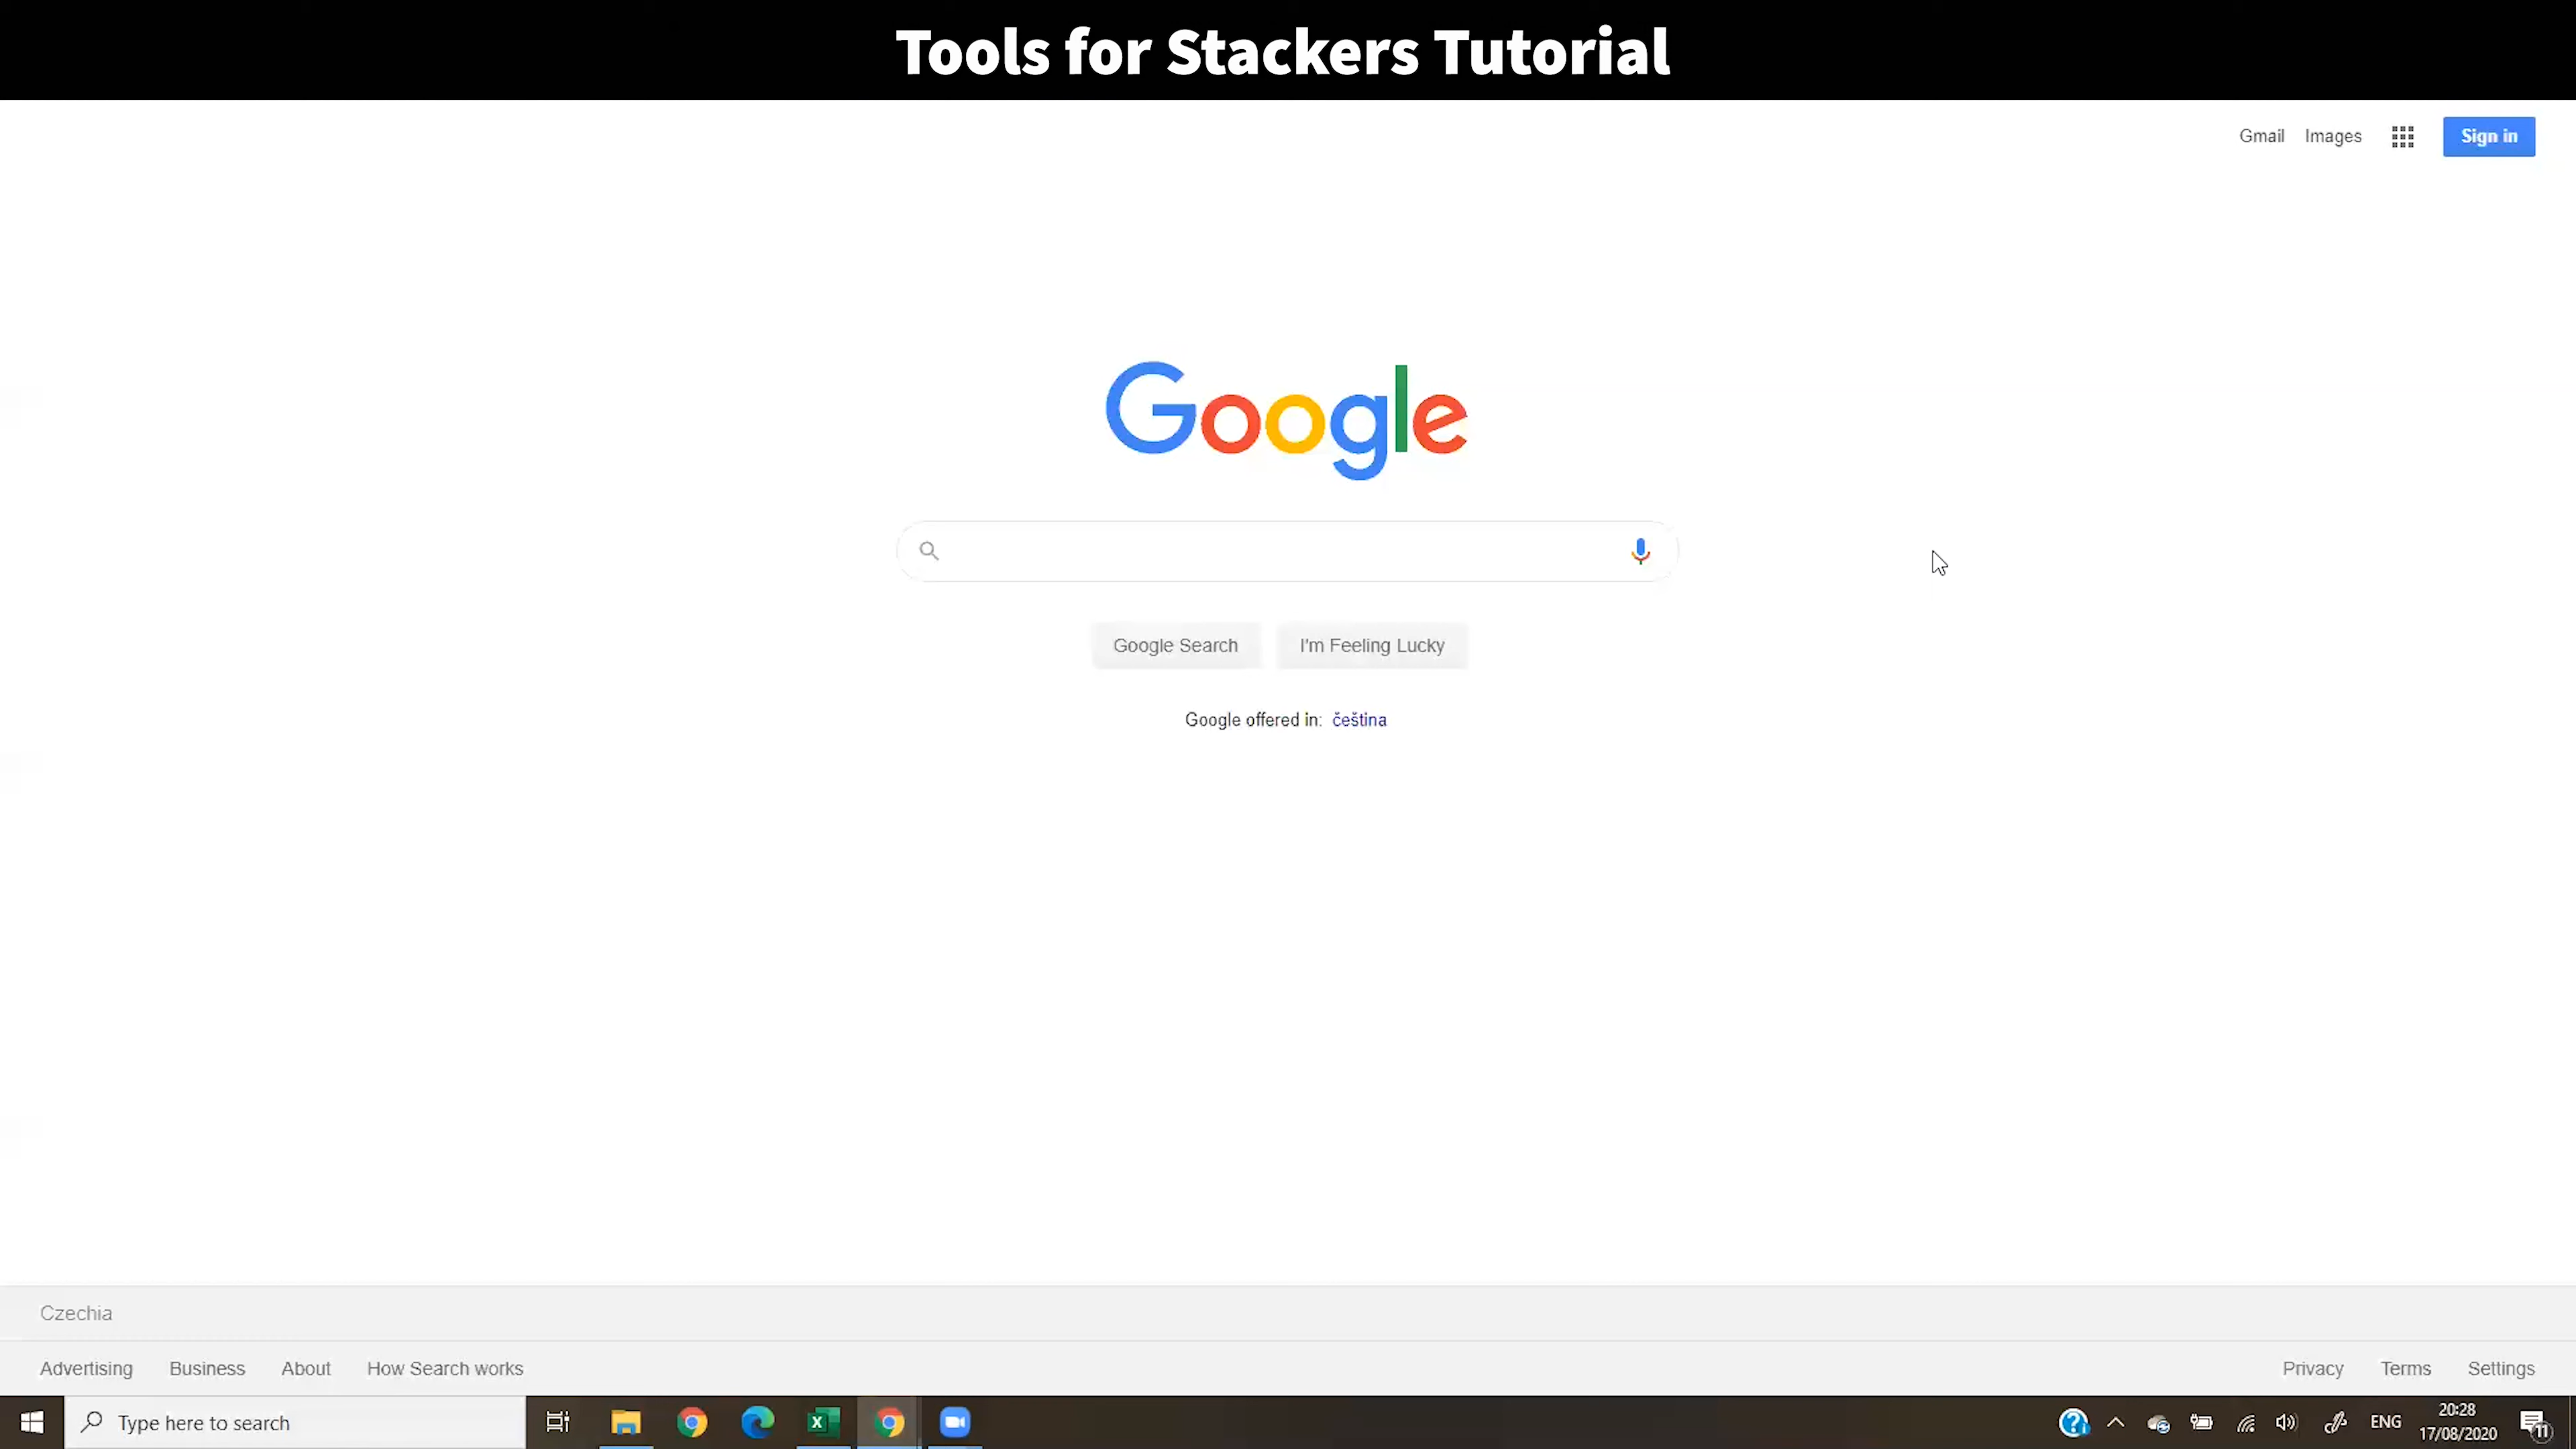 Tools for Stackers Tutorial
Gmail Images Sign in
Google
Google Search I'm Feeling Lucky
Google offered in: čeština
Czechia
Advertising Business About How Search works Privacy Terms Settings
Type here to search ENG 20:28
17/08/2020 11